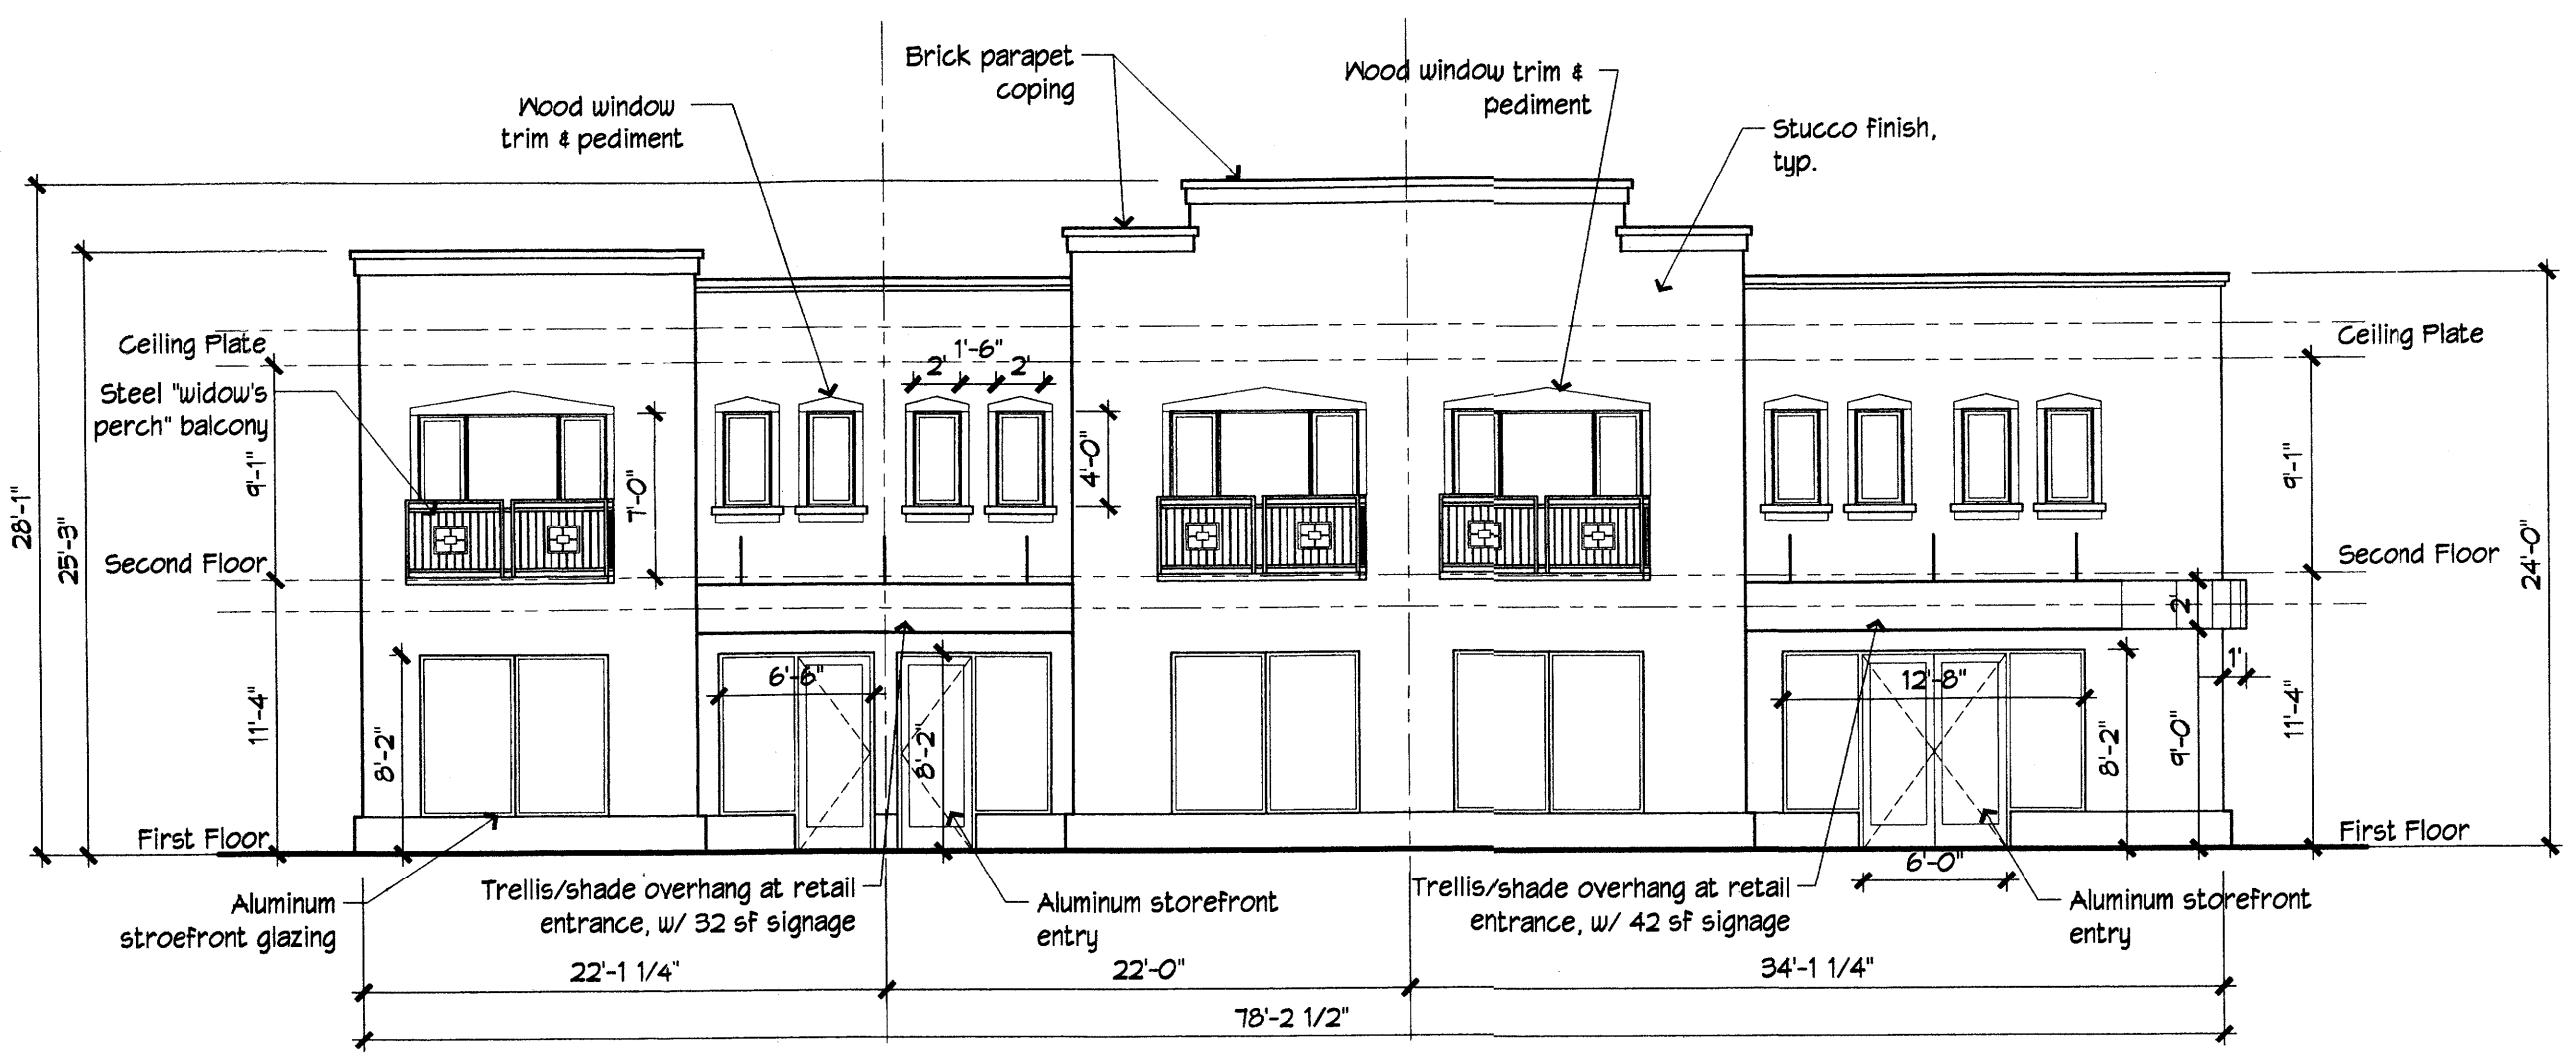 Brick parapet
coping
Wood window trim &
pediment
Wood window
trim & pediment
Stucco finish,
typ.
Ceiling Plate
Steel "widow's
perch" balcony
9'-1"
28'-1"
25'-3"
Second Floor
11'-4"
8'-2"
First Floor
2'
1'-6"
2'
7'-0"
4'-0"
6'-6"
8'-2"
Ceiling Plate
9'-1"
Second Floor
24'-0"
2'
1'
12'-8"
8'-2"
9'-0"
11'-4"
First Floor
6'-0"
Aluminum
stroefront glazing
Trellis/shade overhang at retail
entrance, w/ 32 sf signage
Aluminum storefront
entry
Trellis/shade overhang at retail
entrance, w/ 42 sf signage
Aluminum storefront
entry
22'-1 1/4"
22'-0"
34'-1 1/4"
78'-2 1/2"